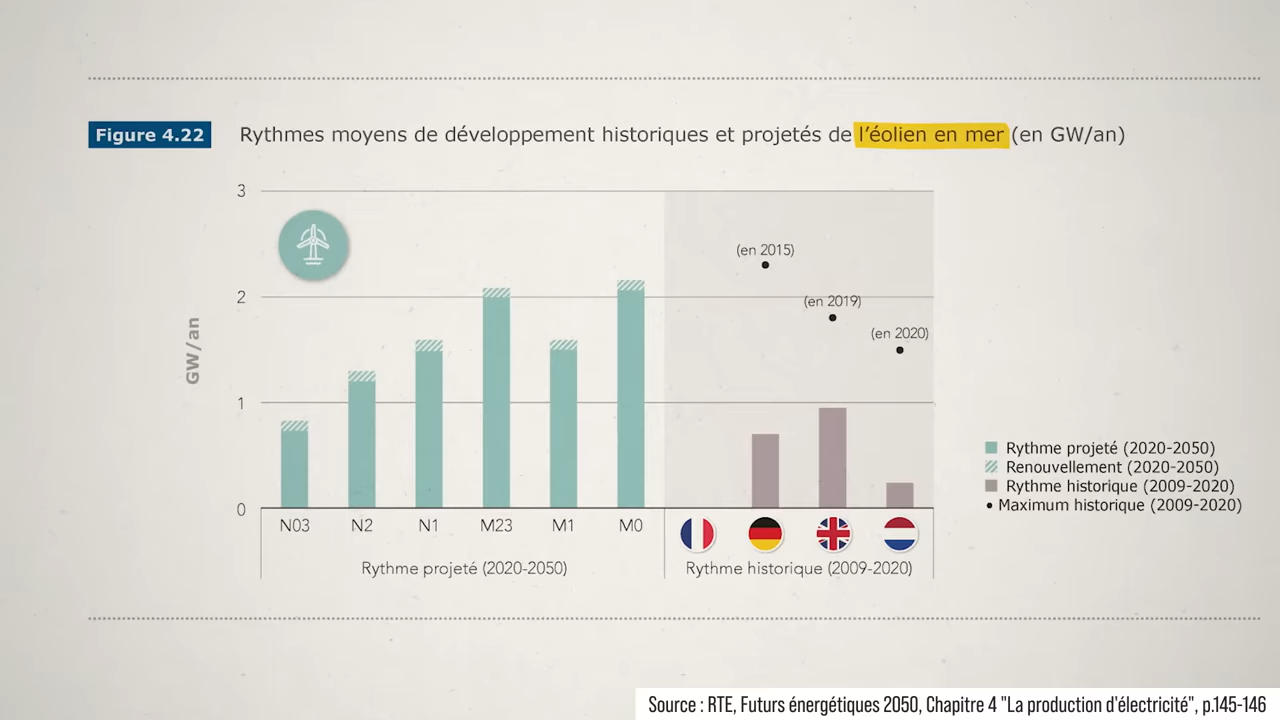 Figure 4.22
Rythmes moyens de développement historiques et projetés de l'éolien en mer (en GW/an)
3
2
1
0
GW/an
(en 2015)
(en 2019)
(en 2020)
N03 N2 N1 M23 M1 M0
Rythme projeté (2020-2050)
Rythme historique (2009-2020)
Rythme projeté (2020-2050)
Renouvellement (2020-2050)
Rythme historique (2009-2020)
Maximum historique (2009-2020)
Source : RTE, Futurs énergétiques 2050, Chapitre 4 "La production d'électricité", p.145-146